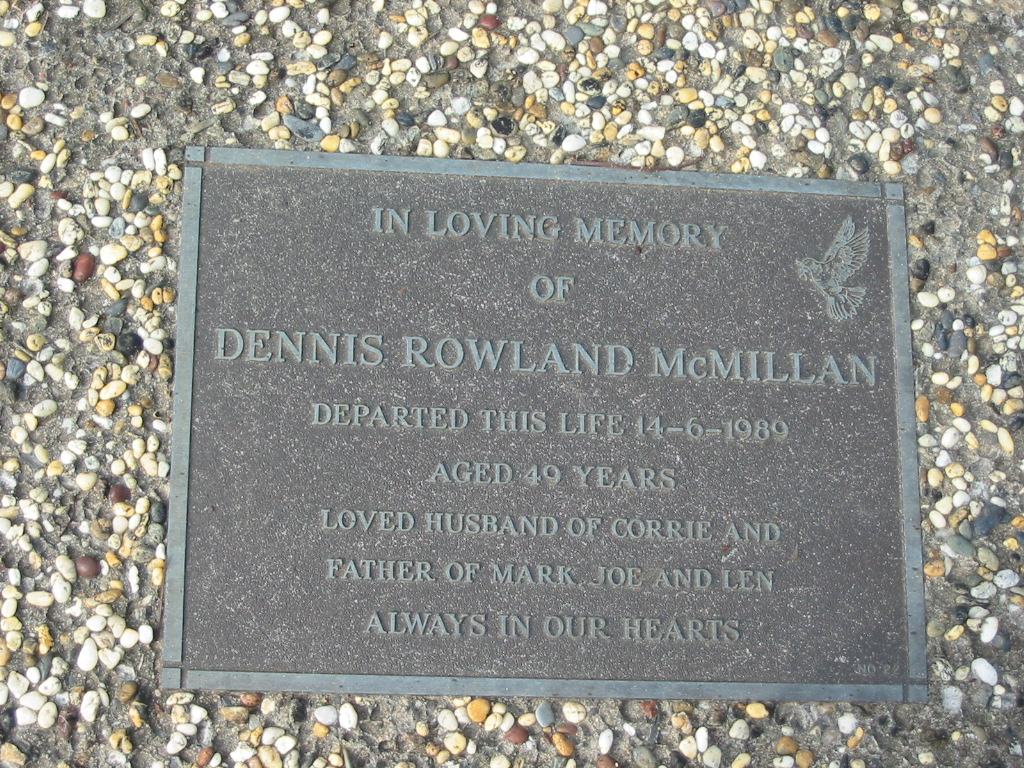 IN LOVING MEMORY
OF
DENNIS ROWLAND McMILLAN
DEPARTED THIS LIFE 14-6-1989
AGED 49 YEARS
LOVED HUSBAND OF CORRIE AND
FATHER OF MARK, JOE AND LEN
ALWAYS IN OUR HEARTS